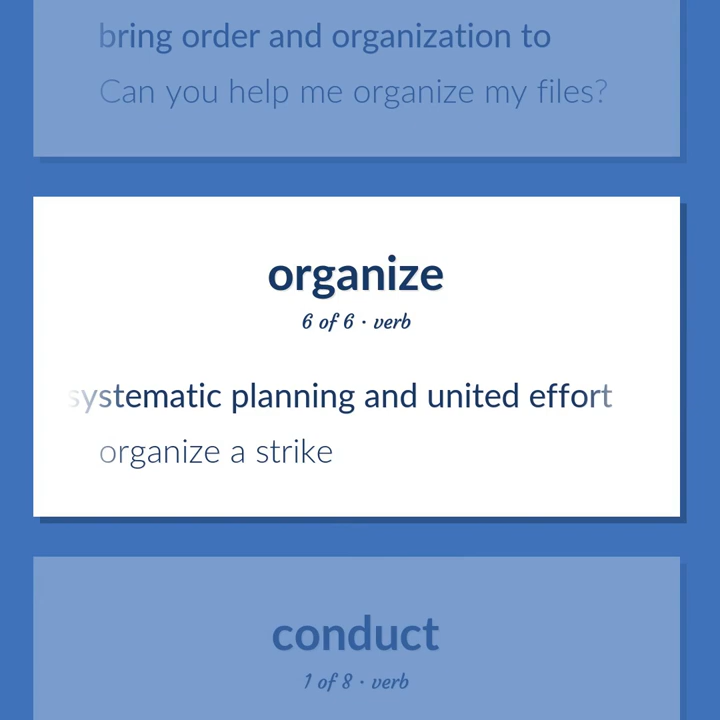 bring order and organization to
Can you help me organize my files?
organize
6 of 6 · verb
systematic planning and united effort
organize a strike
conduct
1 of 8 · verb